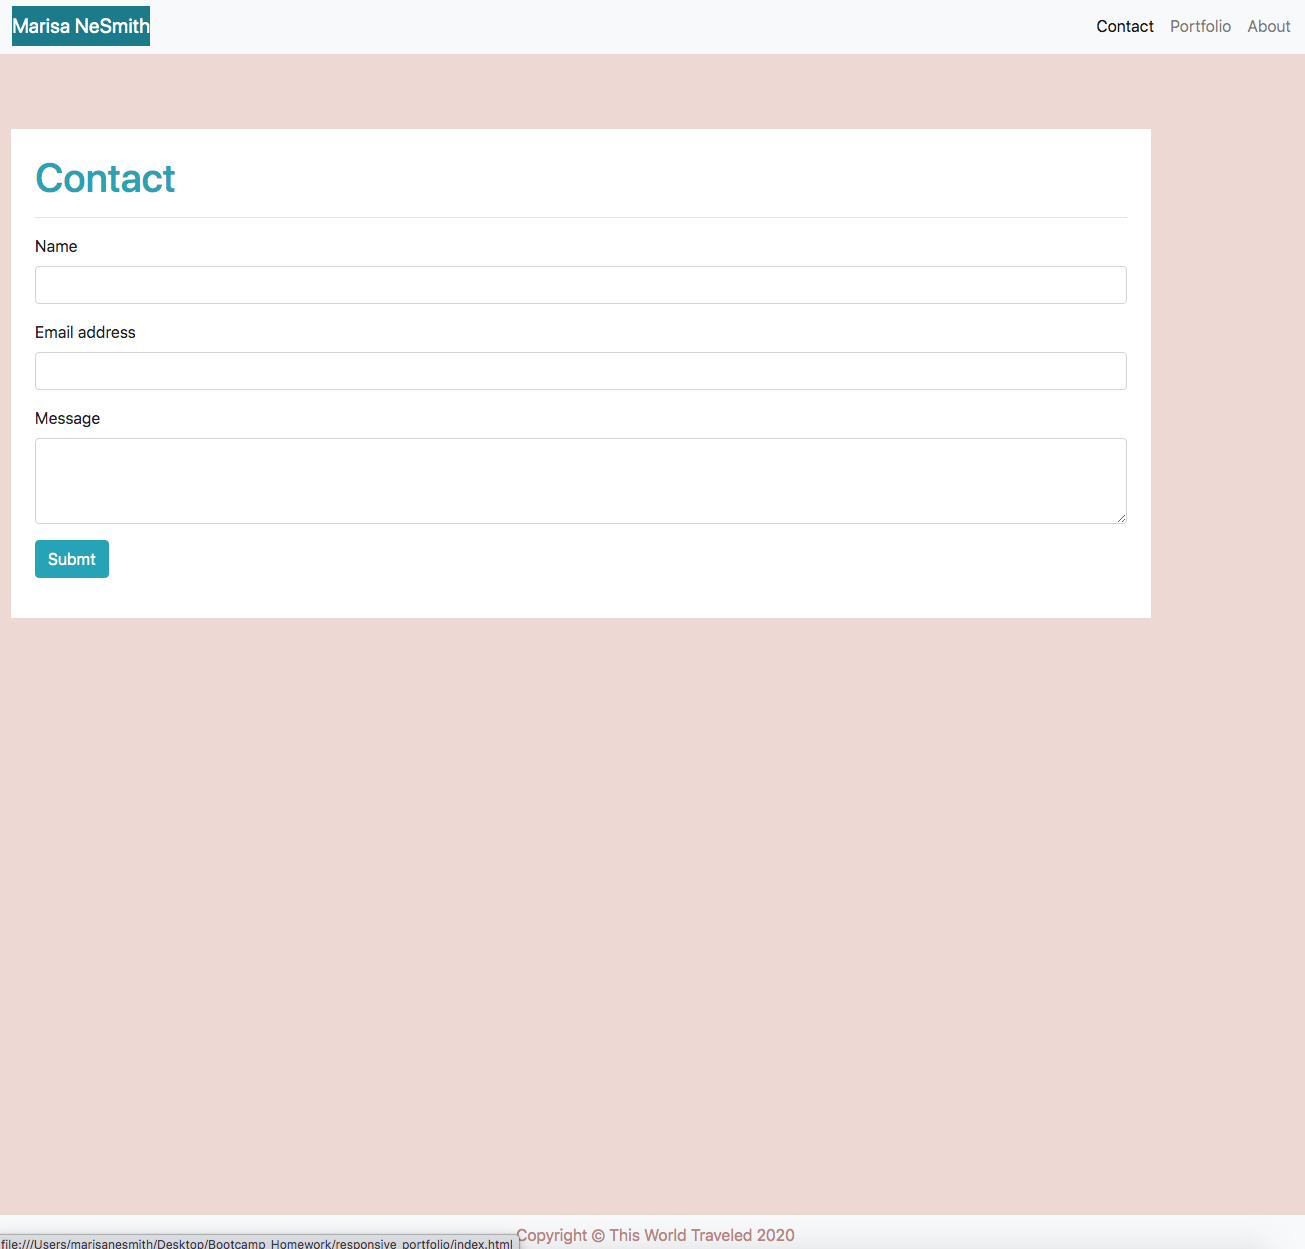 Marisa NeSmith
Contact Portfolio About
Contact
Name
Email address
Message
Submt
Copyright © This World Traveled 2020
file:///Users/marisanesmith/Desktop/Bootcamp_Homework/responsive_portfolio/index.html